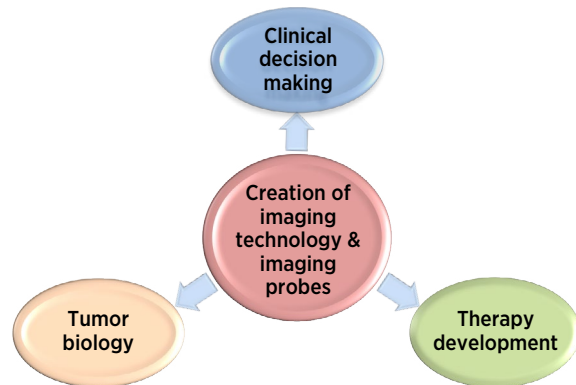 Clinical
decision
making
Creation of
imaging
technology &
imaging
probes
Tumor
biology
Therapy
development